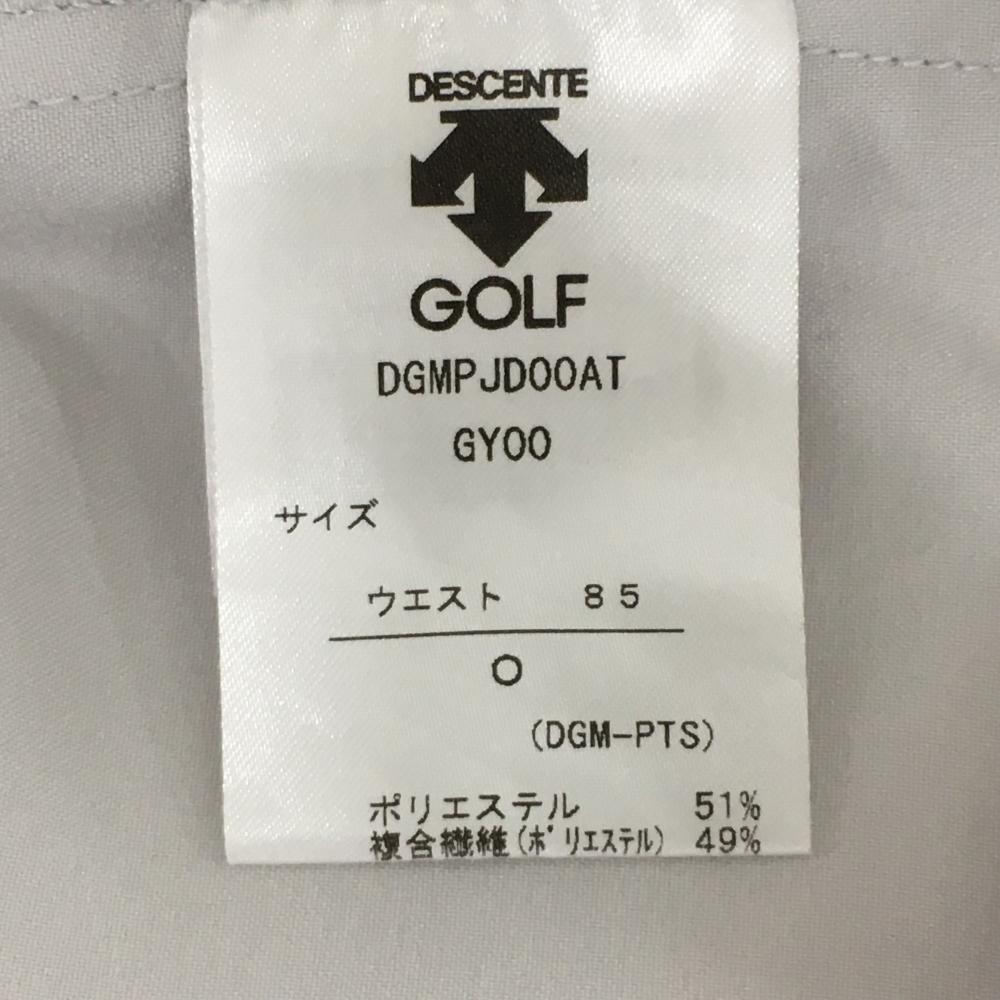 DESCENTE
GOLF
DGMPJD00AT
GY00
サイズ
ウエスト 85
O
(DGM-PTS)
ポリエステル 51%
複合繊維(ポリエステル) 49%